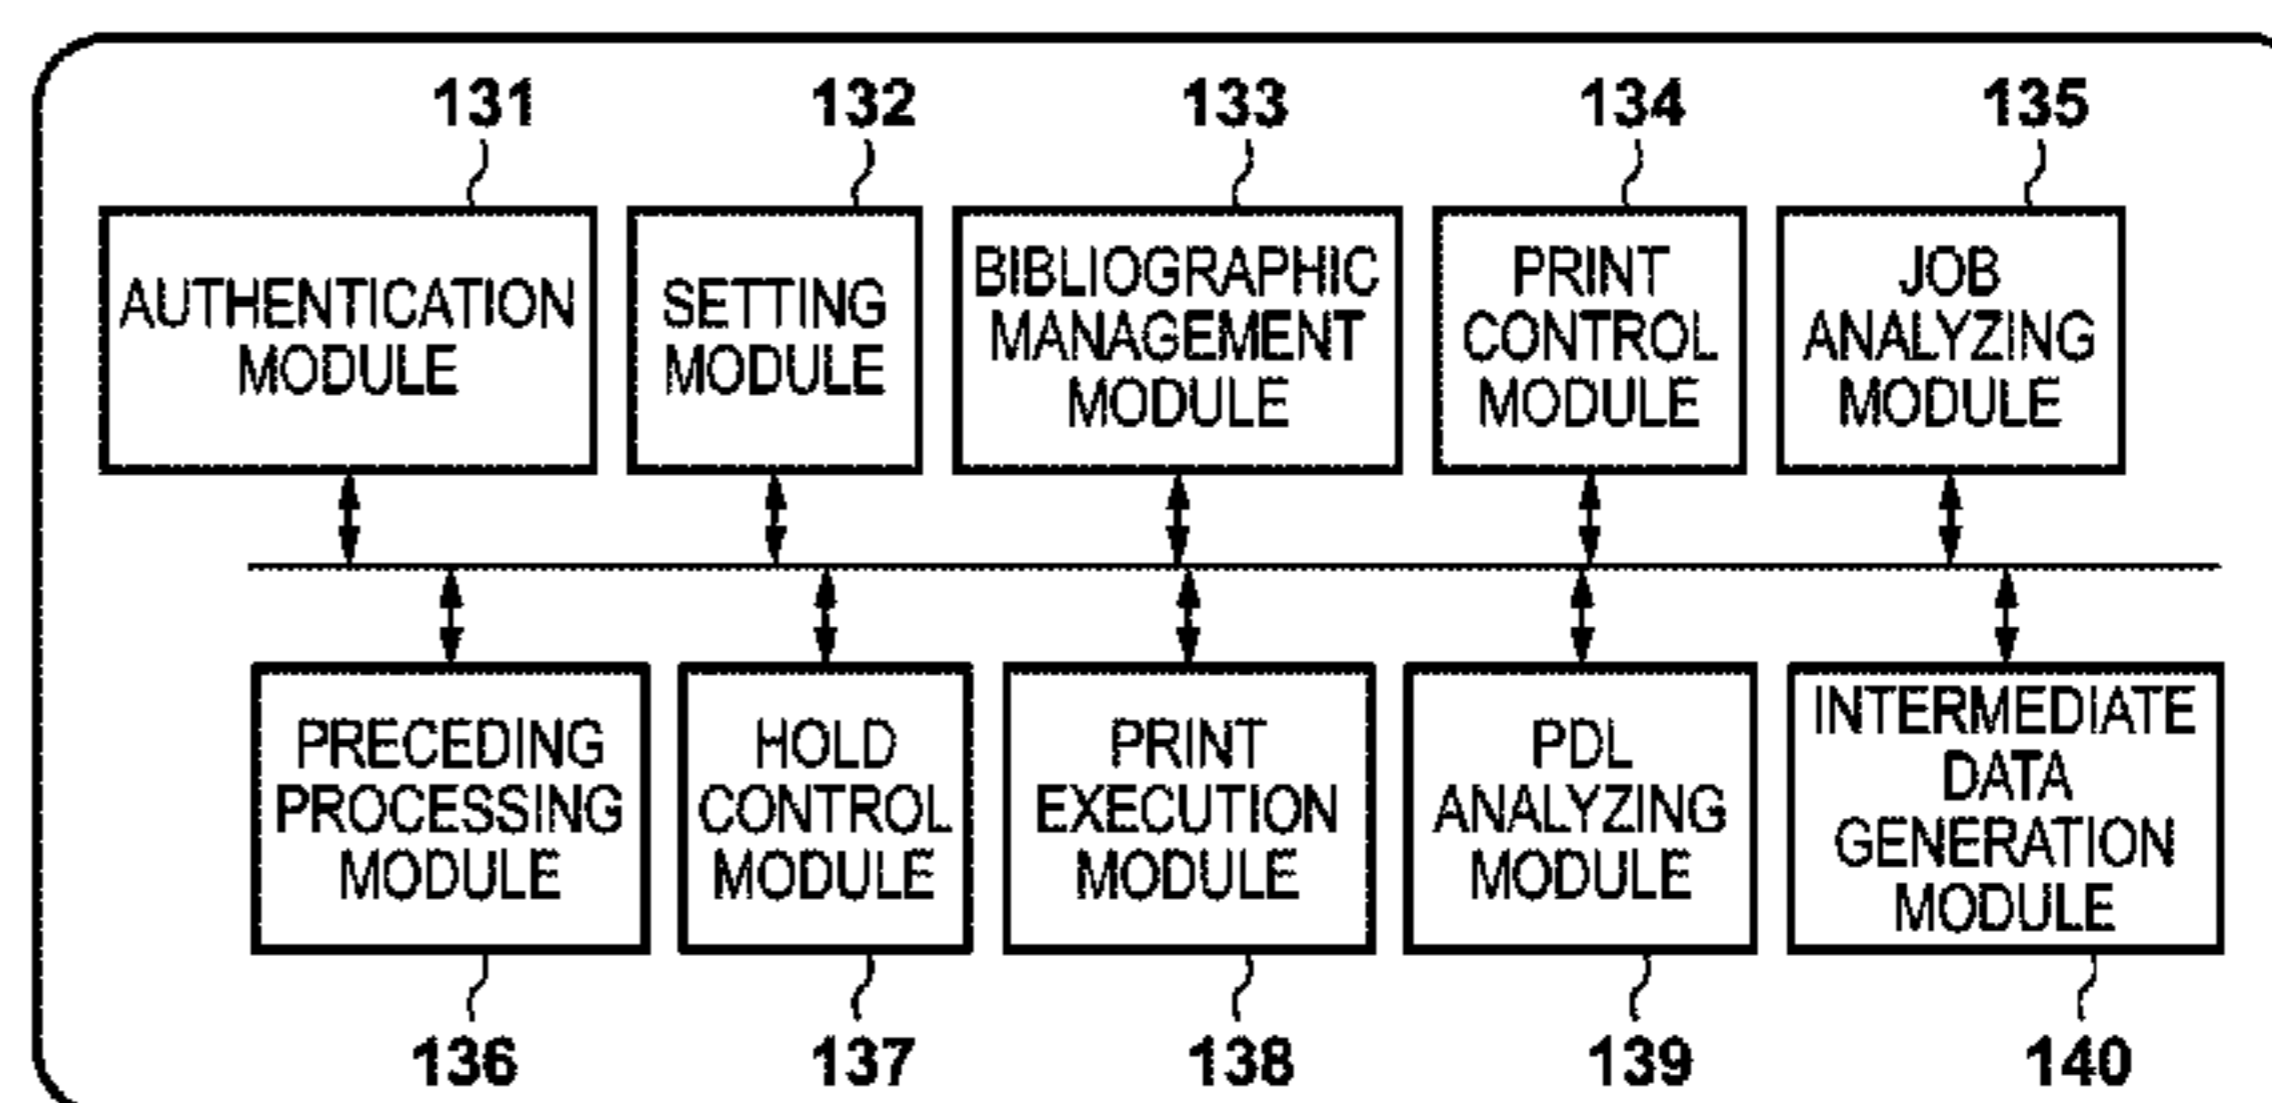 131 132 133 134 135
AUTHENTICATION
MODULE
SETTING
MODULE
BIBLIOGRAPHIC
MANAGEMENT
MODULE
PRINT
CONTROL
MODULE
JOB
ANALYZING
MODULE
PRECEDING
PROCESSING
MODULE
HOLD
CONTROL
MODULE
PRINT
EXECUTION
MODULE
PDL
ANALYZING
MODULE
INTERMEDIATE
DATA
GENERATION
MODULE
136 137 138 139 140